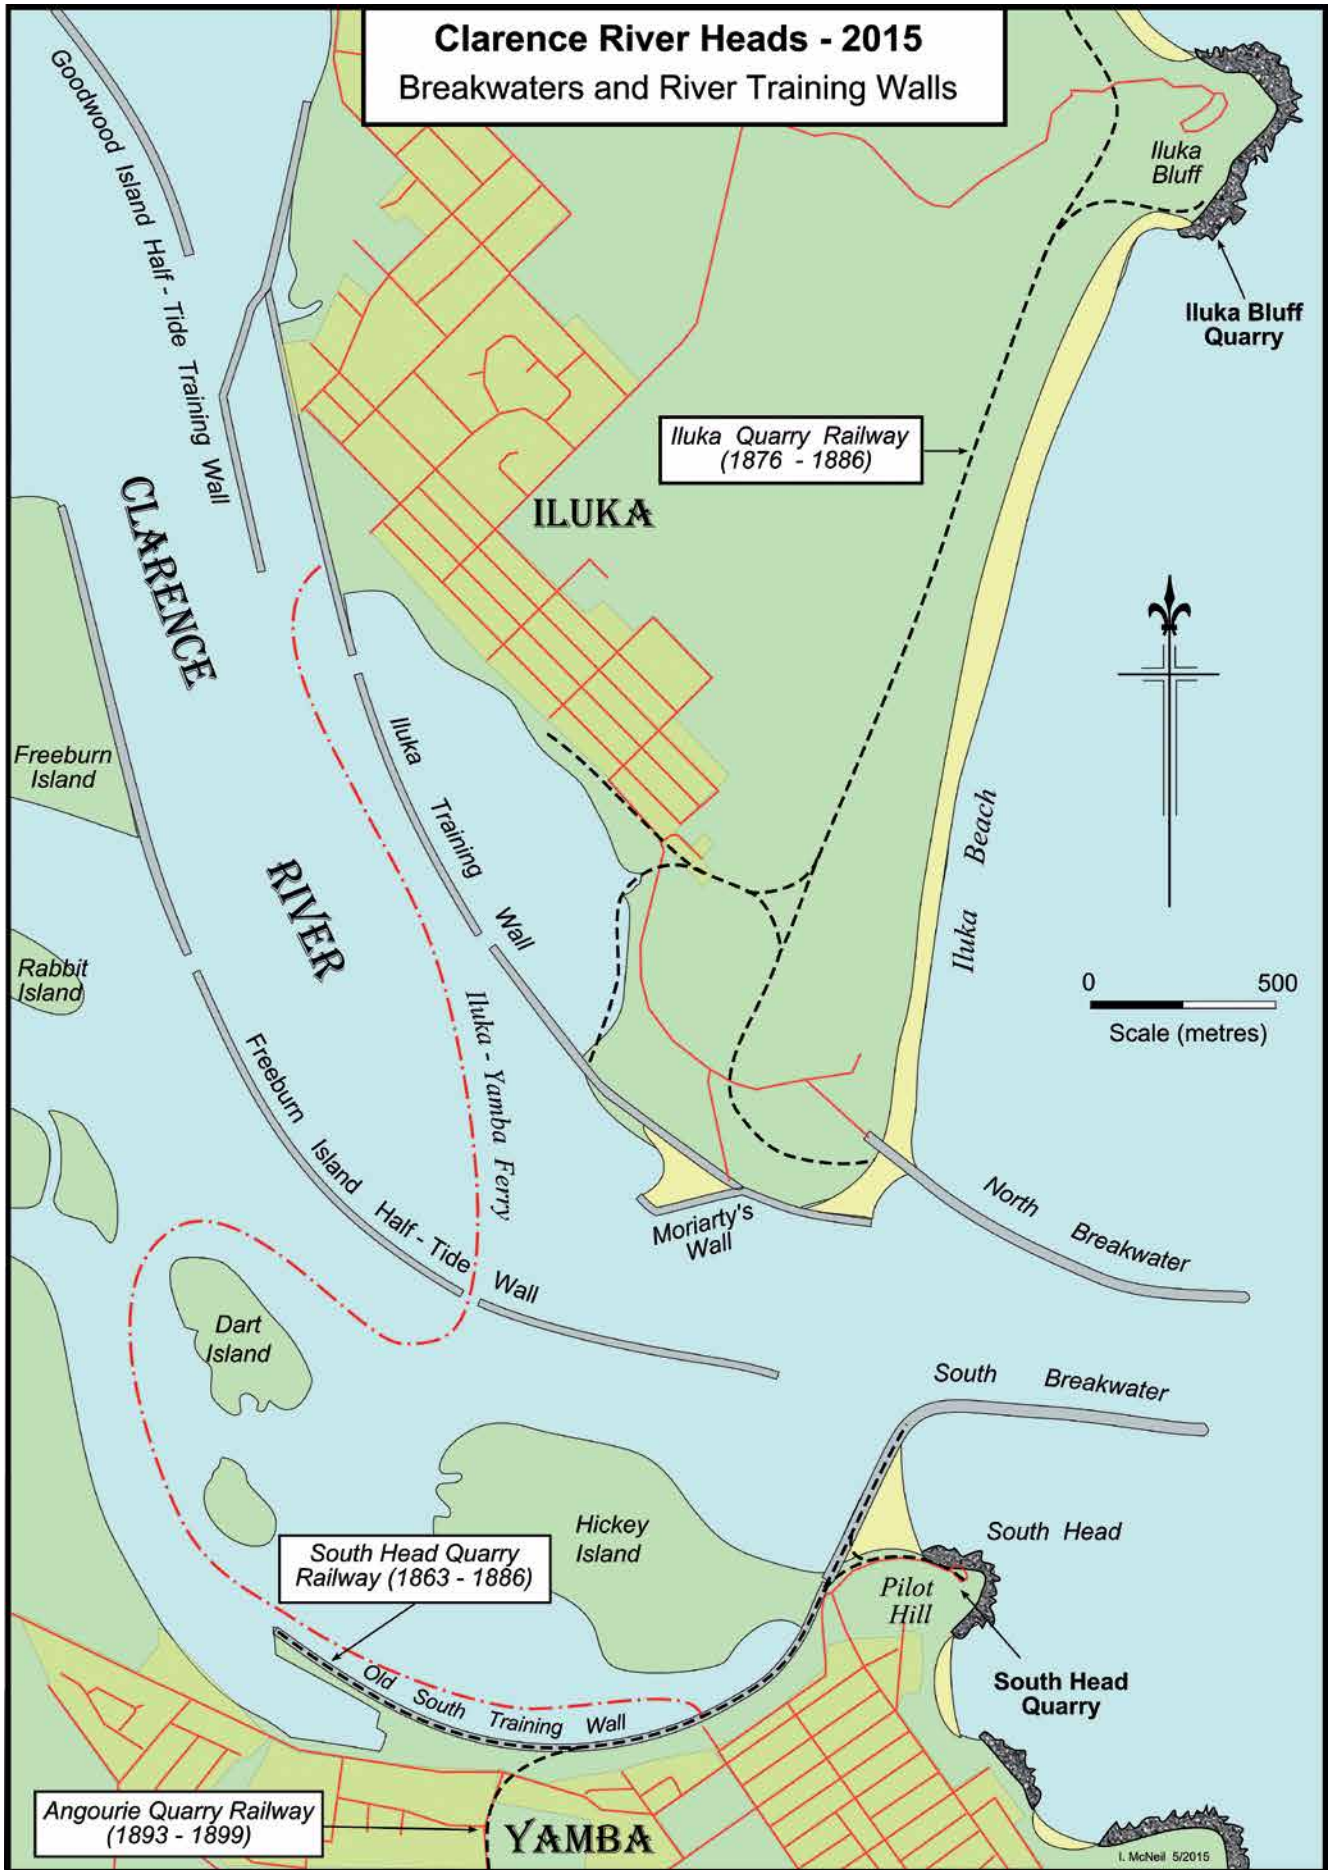 Clarence River Heads - 2015
Breakwaters and River Training Walls
Goodwood Island Half - Tide Training Wall
Iluka
Bluff
Iluka Bluff
Quarry
Iluka Quarry Railway
(1876 - 1886)
ILUKA
CLARENCE
RIVER
Freeburn
Island
Iluka Training Wall
Iluka Beach
Rabbit
Island
0 500
Scale (metres)
Iluka - Yamba Ferry
Freeburn Island Half - Tide Wall
Moriarty's
Wall
North Breakwater
Dart
Island
South Breakwater
Hickey
Island
South Head
South Head Quarry
Railway (1863 - 1886)
Pilot
Hill
South Head
Quarry
Old South Training Wall
Angourie Quarry Railway
(1893 - 1899)
YAMBA
I. McNeil 5/2015